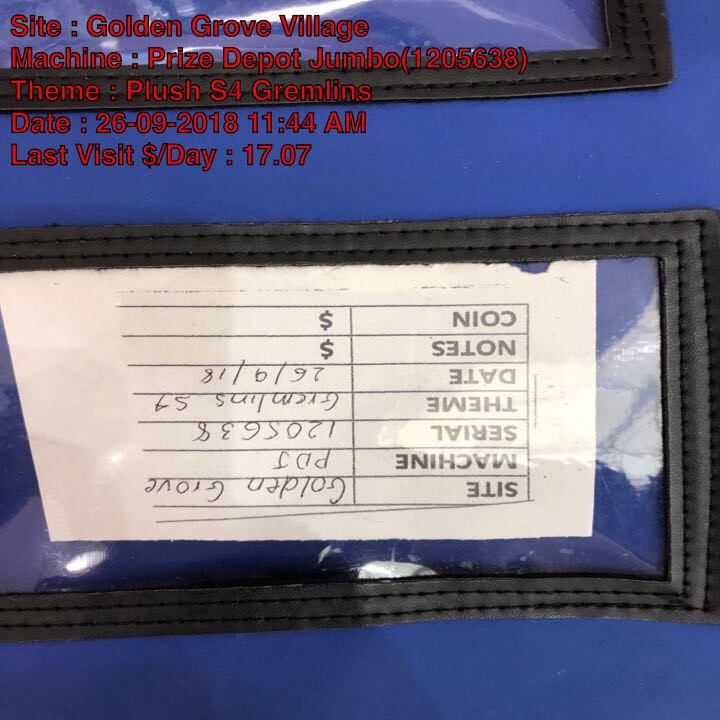 Site : Golden Grove Village
Machine : Prize Depot Jumbo(1205638)
Theme : Plush S4 Gremlins
Date : 26-09-2018 11:44 AM
Last Visit $/Day : 17.07
SITE Golden Grove
MACHINE PDJ
SERIAL 1205638
THEME Gremlins S4
DATE 26/9/18
NOTES $
COIN $